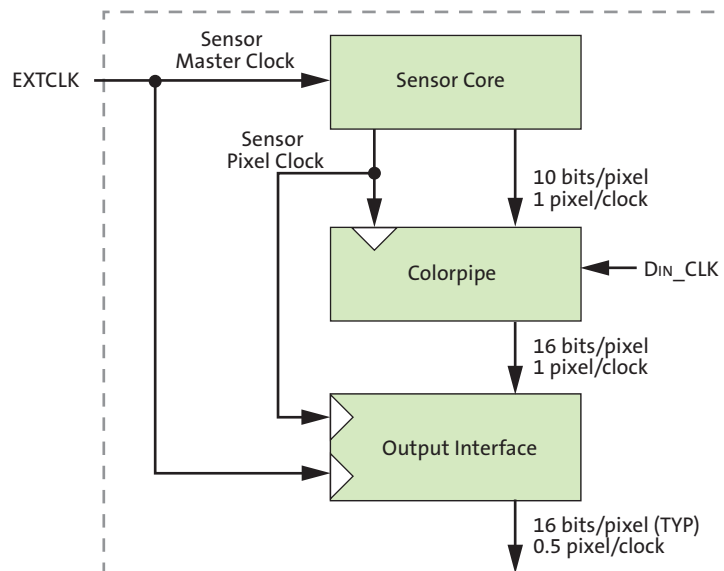 Sensor
Master Clock
EXTCLK
Sensor Core
Sensor
Pixel Clock
10 bits/pixel
1 pixel/clock
Colorpipe
DIN_CLK
16 bits/pixel
1 pixel/clock
Output Interface
16 bits/pixel (TYP)
0.5 pixel/clock